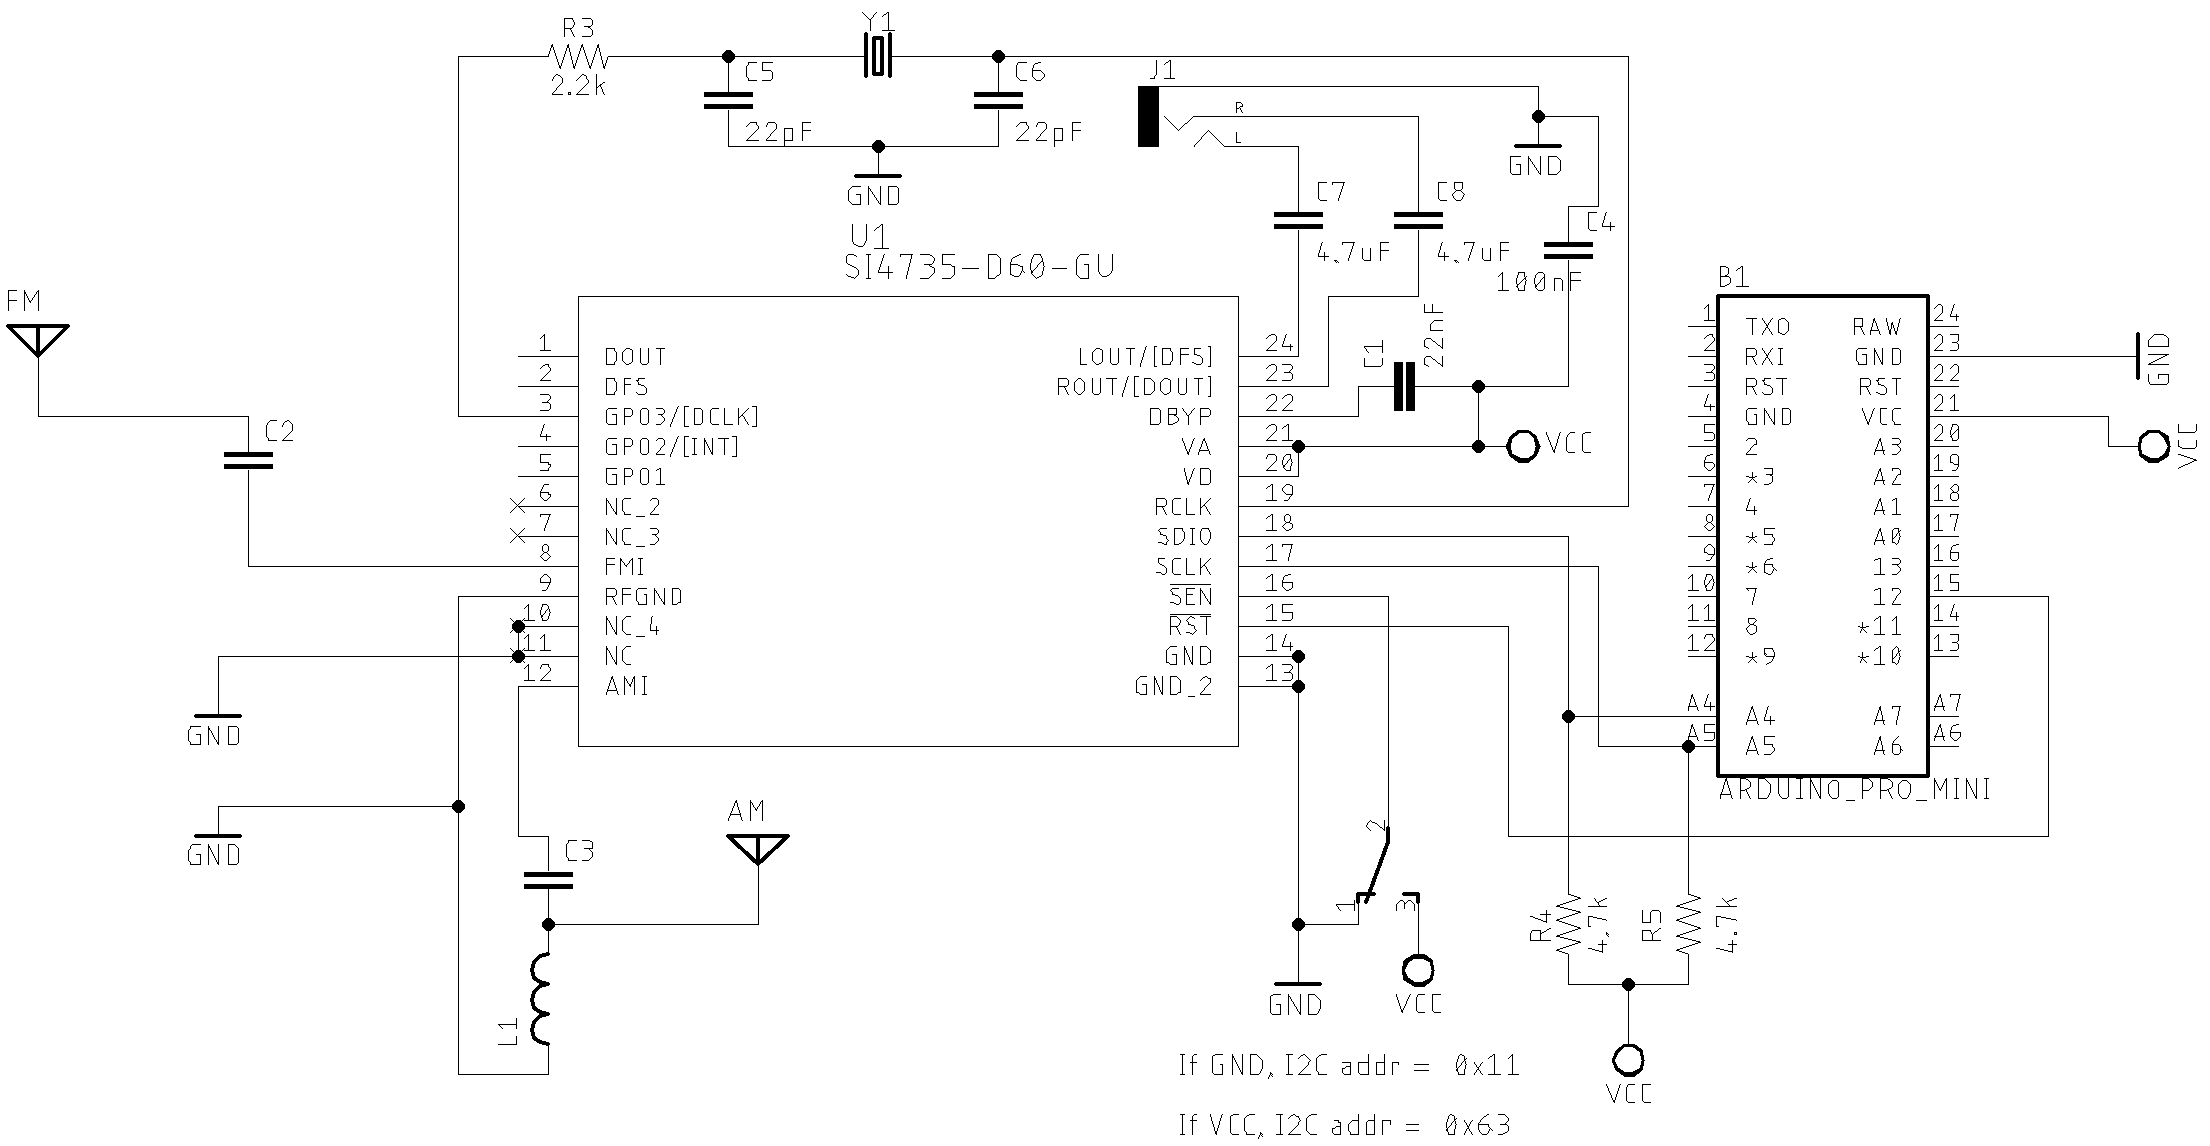 R3
2.2k
Y1
C5
22pF
C6
22pF
GND
J1
R
L
GND
C7
4.7uF
C8
4.7uF
C4
100nF
U1
SI4735-D60-GU
FM
C2
1 DOUT
2 DFS
3 GPO3/[DCLK]
4 GPO2/[INT]
5 GPO1
6 NC_2
7 NC_3
8 FMI
9 RFGND
10 NC_4
11 NC
12 AMI
LOUT/[DFS] 24
ROUT/[DOUT] 23
DBYP 22
VA 21
VD 20
RCLK 19
SDIO 18
SCLK 17
SEN 16
RST 15
GND 14
GND_2 13
C1
22nF
VCC
B1
1 TXO
2 RXI
3 RST
4 GND
5 2
6 *3
7 4
8 *5
9 *6
10 7
11 8
12 *9
A4 A4
A5 A5
RAW 24
GND 23
RST 22
VCC 21
A3 20
A2 19
A1 18
A0 17
13 16
12 15
*11 14
*10 13
A7 A7
A6 A6
ARDUINO_PRO_MINI
GND
VCC
GND
GND
C3
AM
L1
2
1
3
GND
VCC
R4
4.7k
R5
4.7k
VCC
If GND, I2C addr = 0x11
If VCC, I2C addr = 0x63